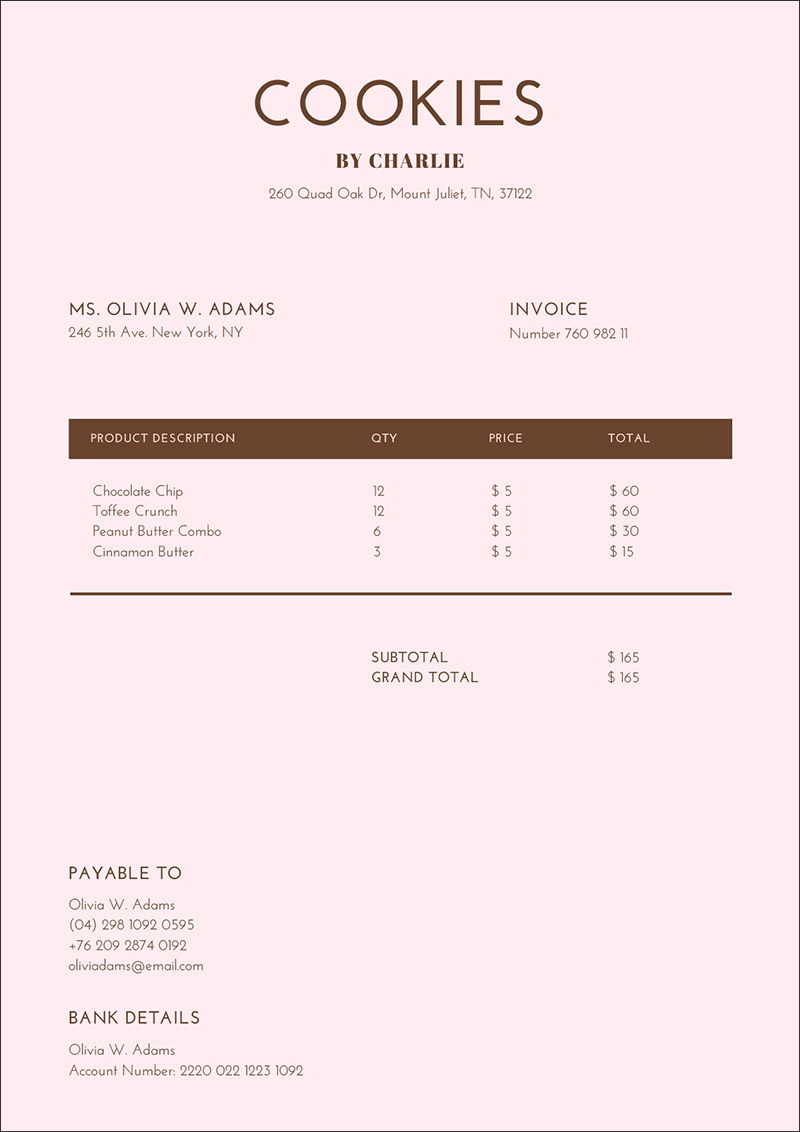 COOKIES
BY CHARLIE
260 Quad Oak Dr, Mount Juliet, TN, 37122
MS. OLIVIA W. ADAMS
246 5th Ave. New York, NY
INVOICE
Number 760 982 11
PRODUCT DESCRIPTION QTY PRICE TOTAL
Chocolate Chip 12 $ 5 $ 60
Toffee Crunch 12 $ 5 $ 60
Peanut Butter Combo 6 $ 5 $ 30
Cinnamon Butter 3 $ 5 $ 15
SUBTOTAL $ 165
GRAND TOTAL $ 165
PAYABLE TO
Olivia W. Adams
(04) 298 1092 0595
+76 209 2874 0192
oliviadams@email.com
BANK DETAILS
Olivia W. Adams
Account Number: 2220 022 1223 1092